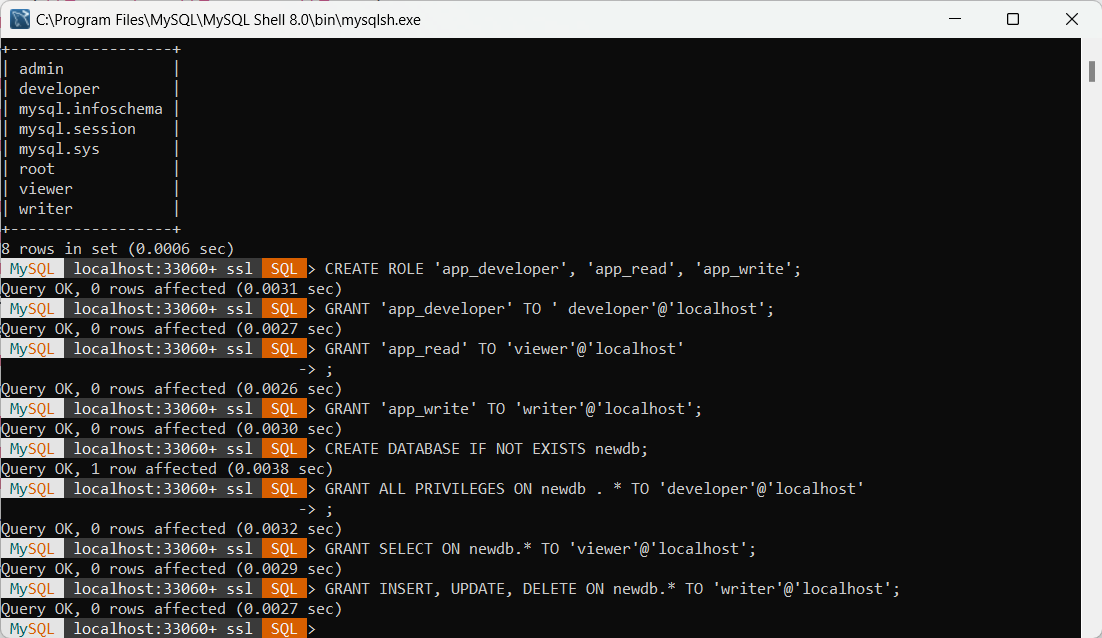 C:\Program Files\MySQL\MySQL Shell 8.0\bin\mysqlsh.exe
+------------------+
| admin            |
| developer        |
| mysql.infoschema |
| mysql.session    |
| mysql.sys        |
| root             |
| viewer           |
| writer           |
+------------------+
8 rows in set (0.0006 sec)
MySQL localhost:33060+ ssl SQL > CREATE ROLE 'app_developer', 'app_read', 'app_write';
Query OK, 0 rows affected (0.0031 sec)
MySQL localhost:33060+ ssl SQL > GRANT 'app_developer' TO ' developer'@'localhost';
Query OK, 0 rows affected (0.0027 sec)
MySQL localhost:33060+ ssl SQL > GRANT 'app_read' TO 'viewer'@'localhost'
-> ;
Query OK, 0 rows affected (0.0026 sec)
MySQL localhost:33060+ ssl SQL > GRANT 'app_write' TO 'writer'@'localhost';
Query OK, 0 rows affected (0.0030 sec)
MySQL localhost:33060+ ssl SQL > CREATE DATABASE IF NOT EXISTS newdb;
Query OK, 1 row affected (0.0038 sec)
MySQL localhost:33060+ ssl SQL > GRANT ALL PRIVILEGES ON newdb . * TO 'developer'@'localhost'
-> ;
Query OK, 0 rows affected (0.0032 sec)
MySQL localhost:33060+ ssl SQL > GRANT SELECT ON newdb.* TO 'viewer'@'localhost';
Query OK, 0 rows affected (0.0029 sec)
MySQL localhost:33060+ ssl SQL > GRANT INSERT, UPDATE, DELETE ON newdb.* TO 'writer'@'localhost';
Query OK, 0 rows affected (0.0027 sec)
MySQL localhost:33060+ ssl SQL >